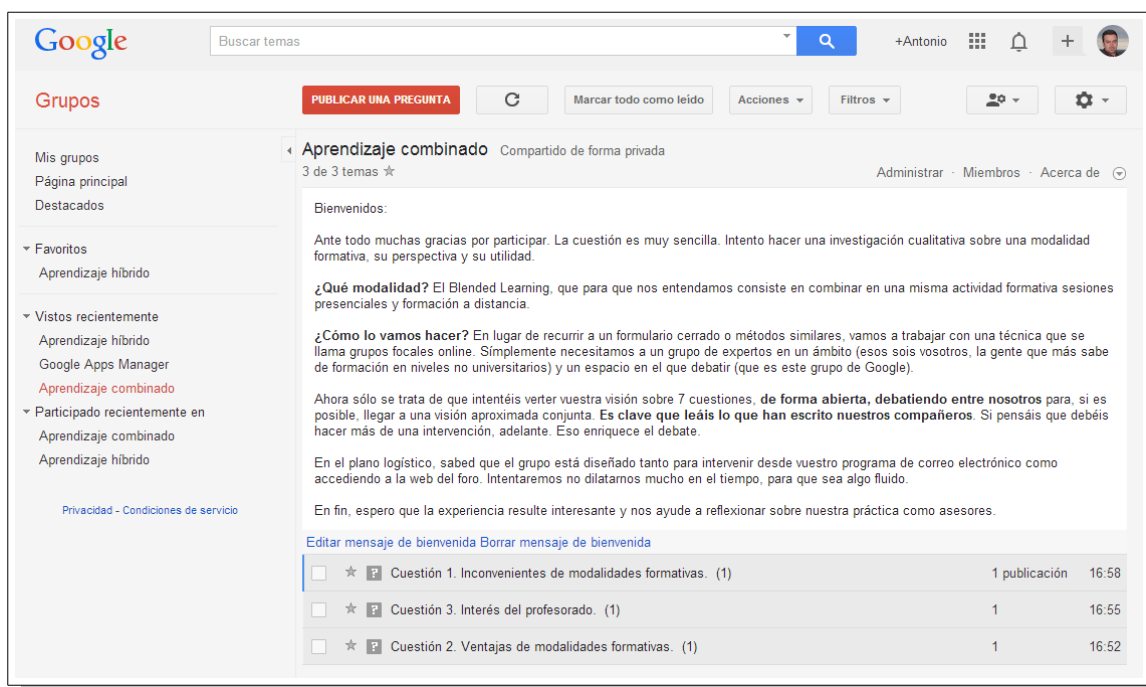 Google
Buscar temas
+Antonio
Grupos
PUBLICAR UNA PREGUNTA
Marcar todo como leído
Acciones
Filtros
Mis grupos
Página principal
Destacados
Favoritos
Aprendizaje híbrido
Vistos recientemente
Aprendizaje híbrido
Google Apps Manager
Aprendizaje combinado
Participado recientemente en
Aprendizaje combinado
Aprendizaje híbrido
Privacidad - Condiciones de servicio
Aprendizaje combinado Compartido de forma privada
3 de 3 temas
Administrar · Miembros · Acerca de
Bienvenidos:
Ante todo muchas gracias por participar. La cuestión es muy sencilla. Intento hacer una investigación cualitativa sobre una modalidad
formativa, su perspectiva y su utilidad.
¿Qué modalidad? El Blended Learning, que para que nos entendamos consiste en combinar en una misma actividad formativa sesiones
presenciales y formación a distancia.
¿Cómo lo vamos hacer? En lugar de recurrir a un formulario cerrado o métodos similares, vamos a trabajar con una técnica que se
llama grupos focales online. Símplemente necesitamos a un grupo de expertos en un ámbito (esos sois vosotros, la gente que más sabe
de formación en niveles no universitarios) y un espacio en el que debatir (que es este grupo de Google).
Ahora sólo se trata de que intentéis verter vuestra visión sobre 7 cuestiones, de forma abierta, debatiendo entre nosotros para, si es
posible, llegar a una visión aproximada conjunta. Es clave que leáis lo que han escrito nuestros compañeros. Si pensáis que debéis
hacer más de una intervención, adelante. Eso enriquece el debate.
En el plano logístico, sabed que el grupo está diseñado tanto para intervenir desde vuestro programa de correo electrónico como
accediendo a la web del foro. Intentaremos no dilatarnos mucho en el tiempo, para que sea algo fluido.
En fin, espero que la experiencia resulte interesante y nos ayude a reflexionar sobre nuestra práctica como asesores.
Editar mensaje de bienvenida Borrar mensaje de bienvenida
Cuestión 1. Inconvenientes de modalidades formativas. (1) 1 publicación 16:58
Cuestión 3. Interés del profesorado. (1) 1 16:55
Cuestión 2. Ventajas de modalidades formativas. (1) 1 16:52